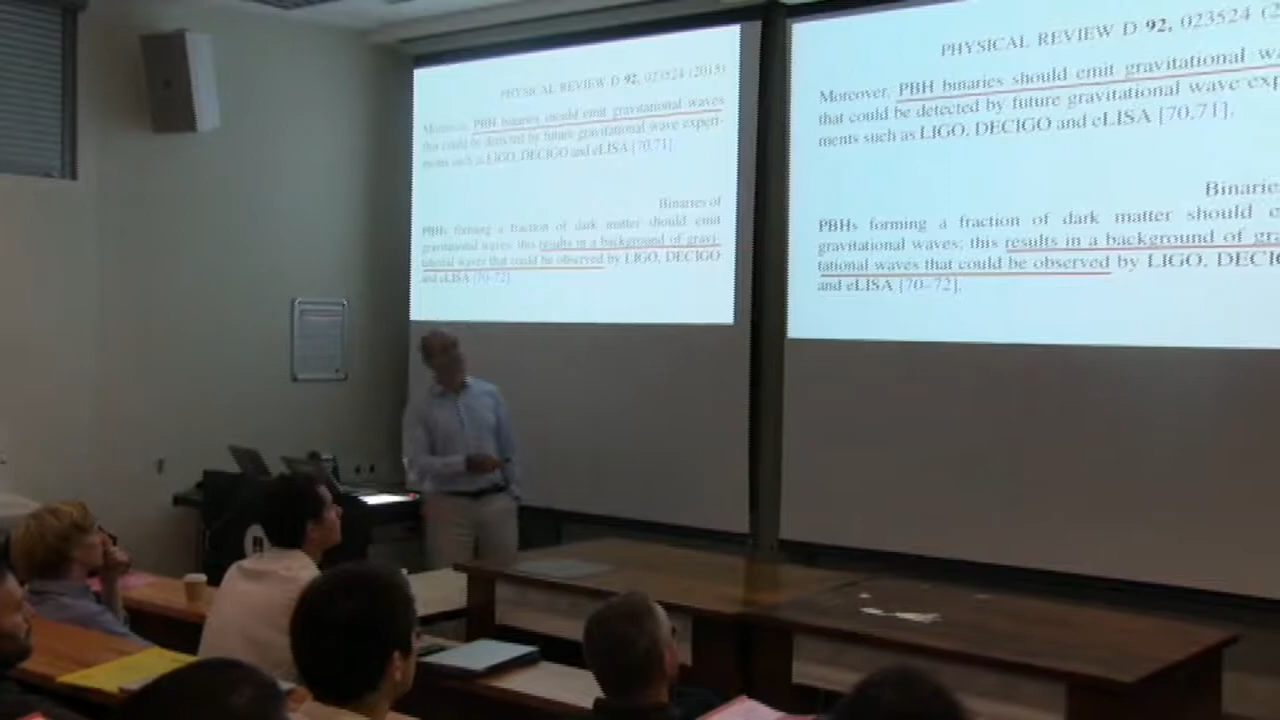 PHYSICAL REVIEW D 92, 023524 (2015)
Moreover, PBH binaries should emit gravitational waves
that could be detected by future gravitational wave experi-
ments such as LIGO, DECIGO and eLISA [70,71].
Binaries of
PBHs forming a fraction of dark matter should emit
gravitational waves; this results in a background of gravi-
tational waves that could be observed by LIGO, DECIGO
and eLISA [70-72].
PHYSICAL REVIEW D 92, 023524 (2
Moreover, PBH binaries should emit gravitational wa
that could be detected by future gravitational wave exp
ments such as LIGO, DECIGO and eLISA [70,71].
Binarie
PBHs forming a fraction of dark matter should e
gravitational waves; this results in a background of gra
tational waves that could be observed by LIGO, DECIG
and eLISA [70-72].